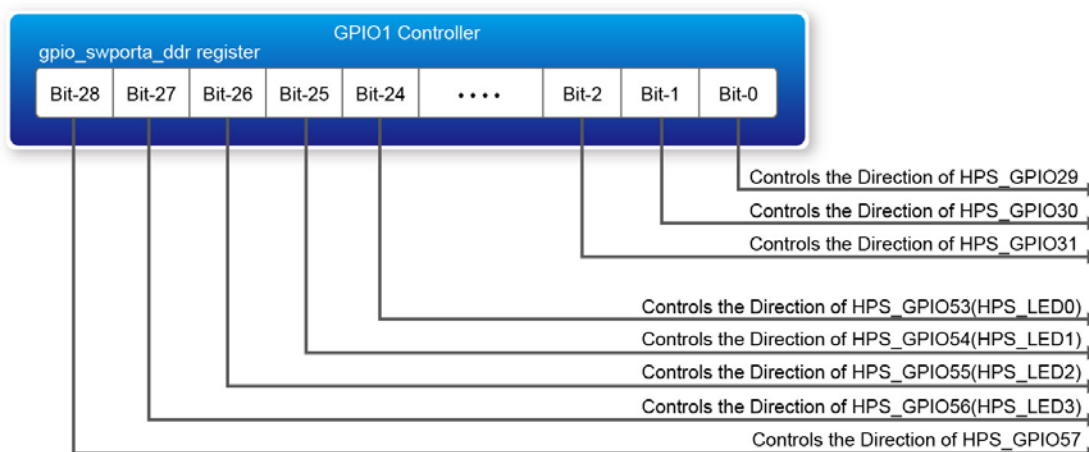 GPIO1 Controller
gpio_swporta_ddr register
Bit-28 Bit-27 Bit-26 Bit-25 Bit-24 •••• Bit-2 Bit-1 Bit-0
Controls the Direction of HPS_GPIO29
Controls the Direction of HPS_GPIO30
Controls the Direction of HPS_GPIO31
Controls the Direction of HPS_GPIO53(HPS_LED0)
Controls the Direction of HPS_GPIO54(HPS_LED1)
Controls the Direction of HPS_GPIO55(HPS_LED2)
Controls the Direction of HPS_GPIO56(HPS_LED3)
Controls the Direction of HPS_GPIO57